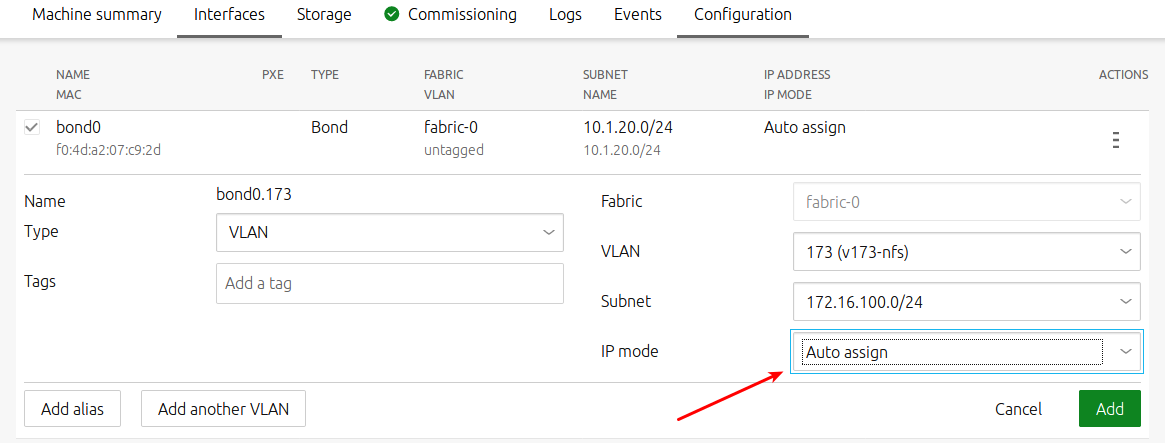 Machine summary Interfaces Storage Commissioning Logs Events Configuration
NAME PXE TYPE FABRIC SUBNET IP ADDRESS ACTIONS
MAC VLAN NAME IP MODE
bond0 Bond fabric-0 10.1.20.0/24 Auto assign
f0:4d:a2:07:c9:2d untagged 10.1.20.0/24
Name bond0.173 Fabric fabric-0
Type VLAN
VLAN 173 (v173-nfs)
Tags Add a tag
Subnet 172.16.100.0/24
IP mode Auto assign
Add alias Add another VLAN Cancel Add